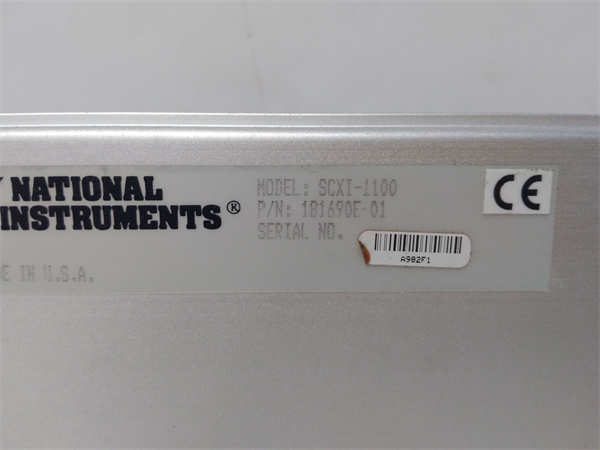 NATIONAL
INSTRUMENTS®
MODEL: SCXI-1100
P/N: 181690E-01
SERIAL NO.
A982F1
CE
IN U.S.A.